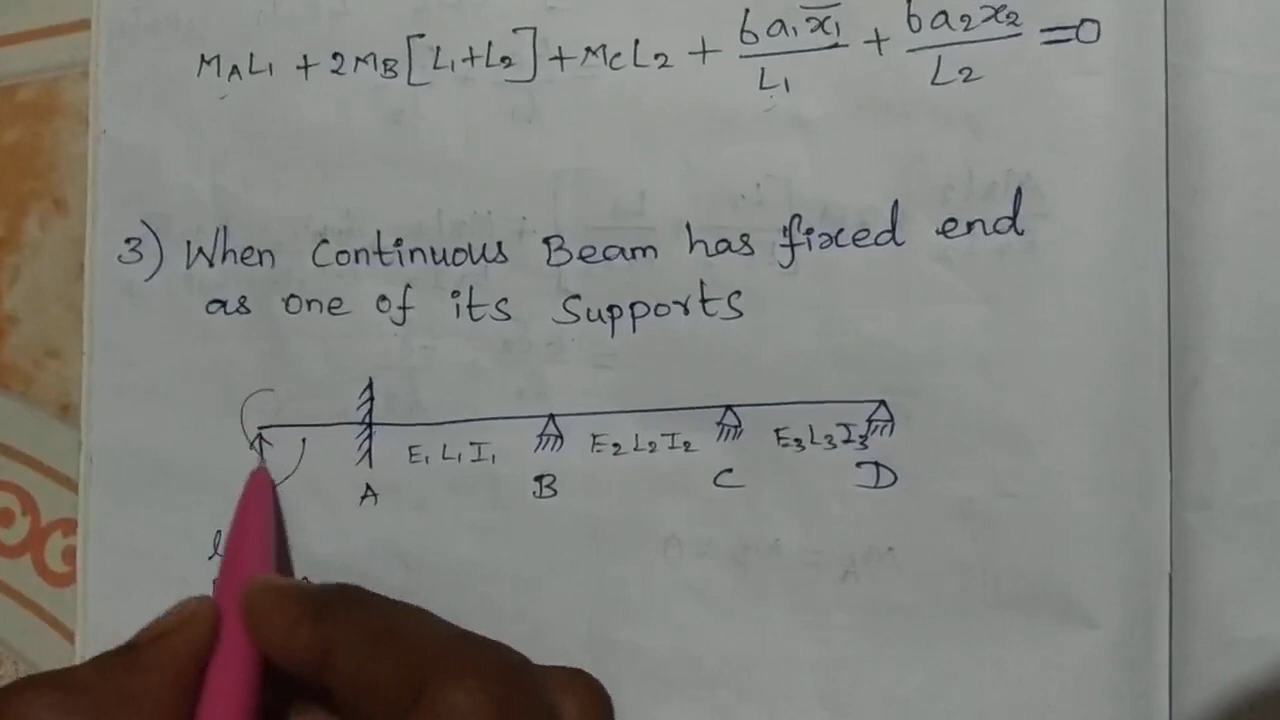 MAL1 + 2MB[L1+L2] + MCL2 + 6a1x̄1/L1 + 6a2x2/L2 = 0
3) When Continuous Beam has fixed end
as one of its Supports
E1 L1 I1 E2 L2 I2 E3 L3 I3
A B C D